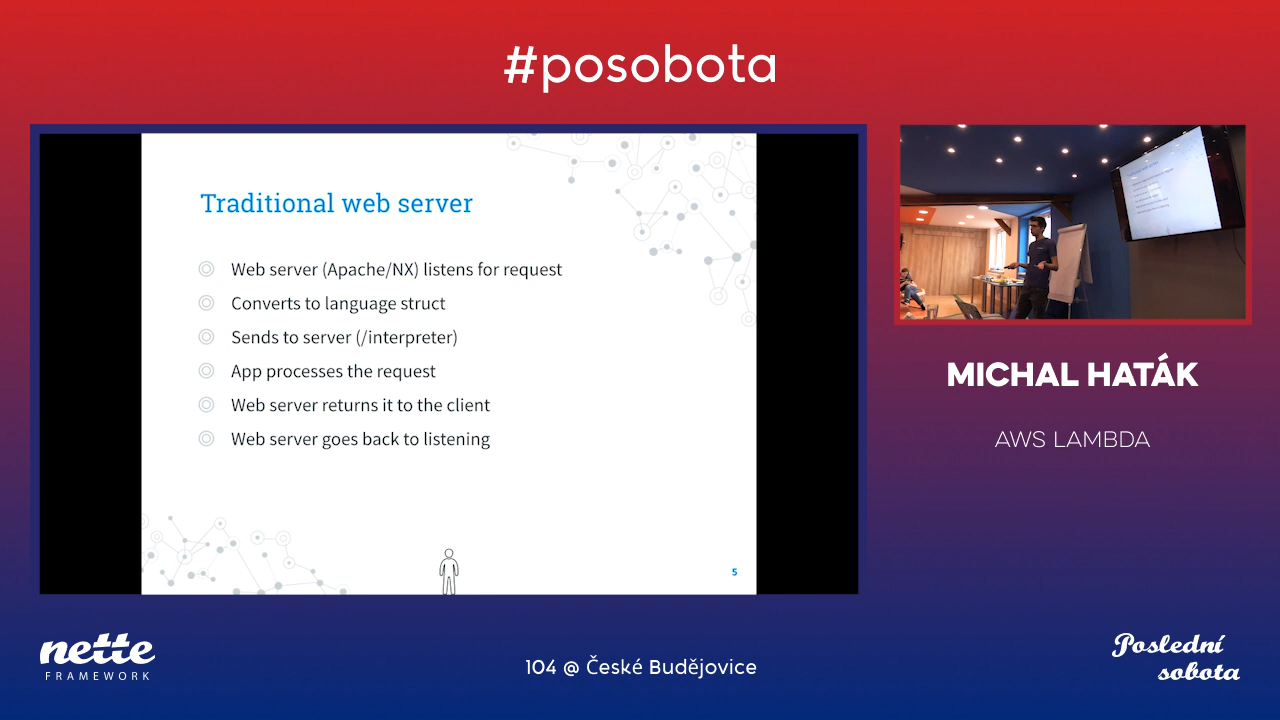 #posobota
Traditional web server
Web server (Apache/NX) listens for request
Converts to language struct
Sends to server (/interpreter)
App processes the request
Web server returns it to the client
Web server goes back to listening
5
MICHAL HATÁK
AWS LAMBDA
nette
FRAMEWORK
104 @ České Budějovice
Poslední
sobota